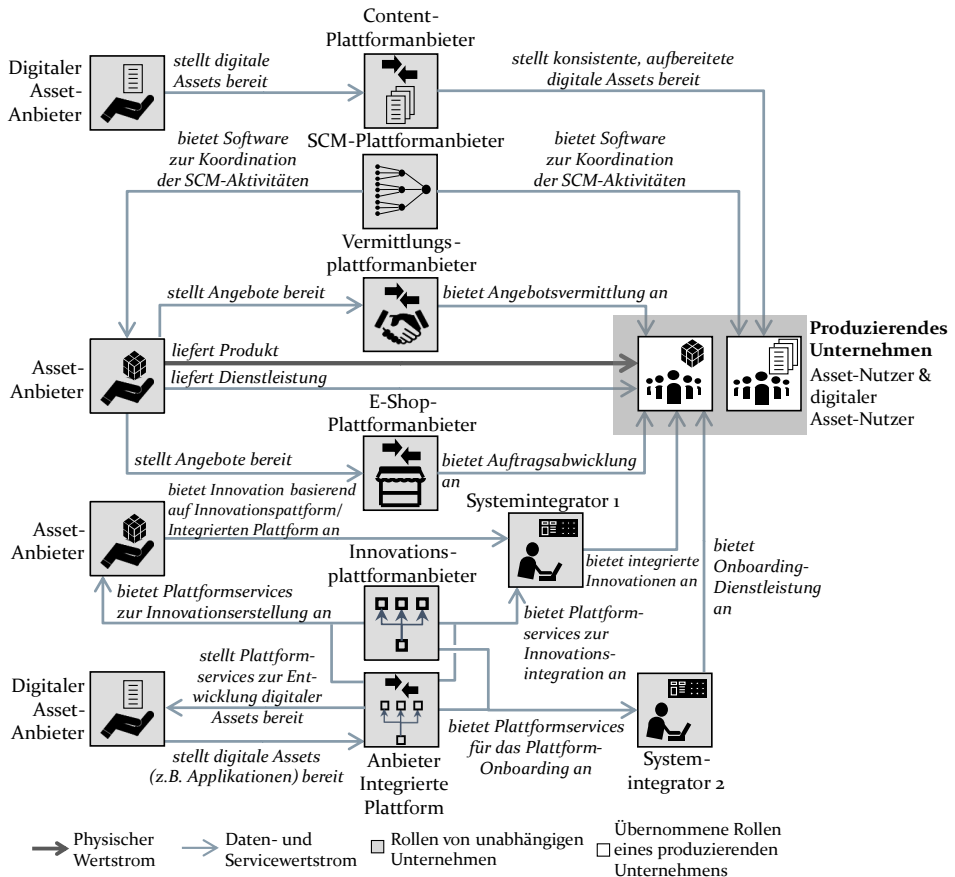 Content-
Plattformanbieter
Digitaler
Asset-
Anbieter
stellt digitale
Assets bereit
stellt konsistente, aufbereitete
digitale Assets bereit
SCM-Plattformanbieter
bietet Software
zur Koordination
der SCM-Aktivitäten
bietet Software
zur Koordination
der SCM-Aktivitäten
Vermittlungs-
plattformanbieter
stellt Angebote bereit
bietet Angebotsvermittlung an
Asset-
Anbieter
liefert Produkt
liefert Dienstleistung
Produzierendes
Unternehmen
Asset-Nutzer &
digitaler
Asset-Nutzer
E-Shop-
Plattformanbieter
stellt Angebote bereit
bietet Auftragsabwicklung
an
Asset-
Anbieter
bietet Innovation basierend
auf Innovationspattform/
Integrierten Plattform an
Systemintegrator 1
Innovations-
plattformanbieter
bietet integrierte
Innovationen an
bietet
Onboarding-
Dienstleistung
an
bietet Plattformservices
zur Innovationserstellung an
bietet Plattform-
services zur
Innovations-
integration an
Digitaler
Asset-
Anbieter
stellt Plattform-
services zur Ent-
wicklung digitaler
Assets bereit
stellt digitale Assets
(z.B. Applikationen) bereit
Anbieter
Integrierte
Plattform
bietet Plattformservices
für das Plattform-
Onboarding an
System-
integrator 2
Physischer
Wertstrom
Daten- und
Servicewertstrom
Rollen von unabhängigen
Unternehmen
Übernommene Rollen
eines produzierenden
Unternehmens